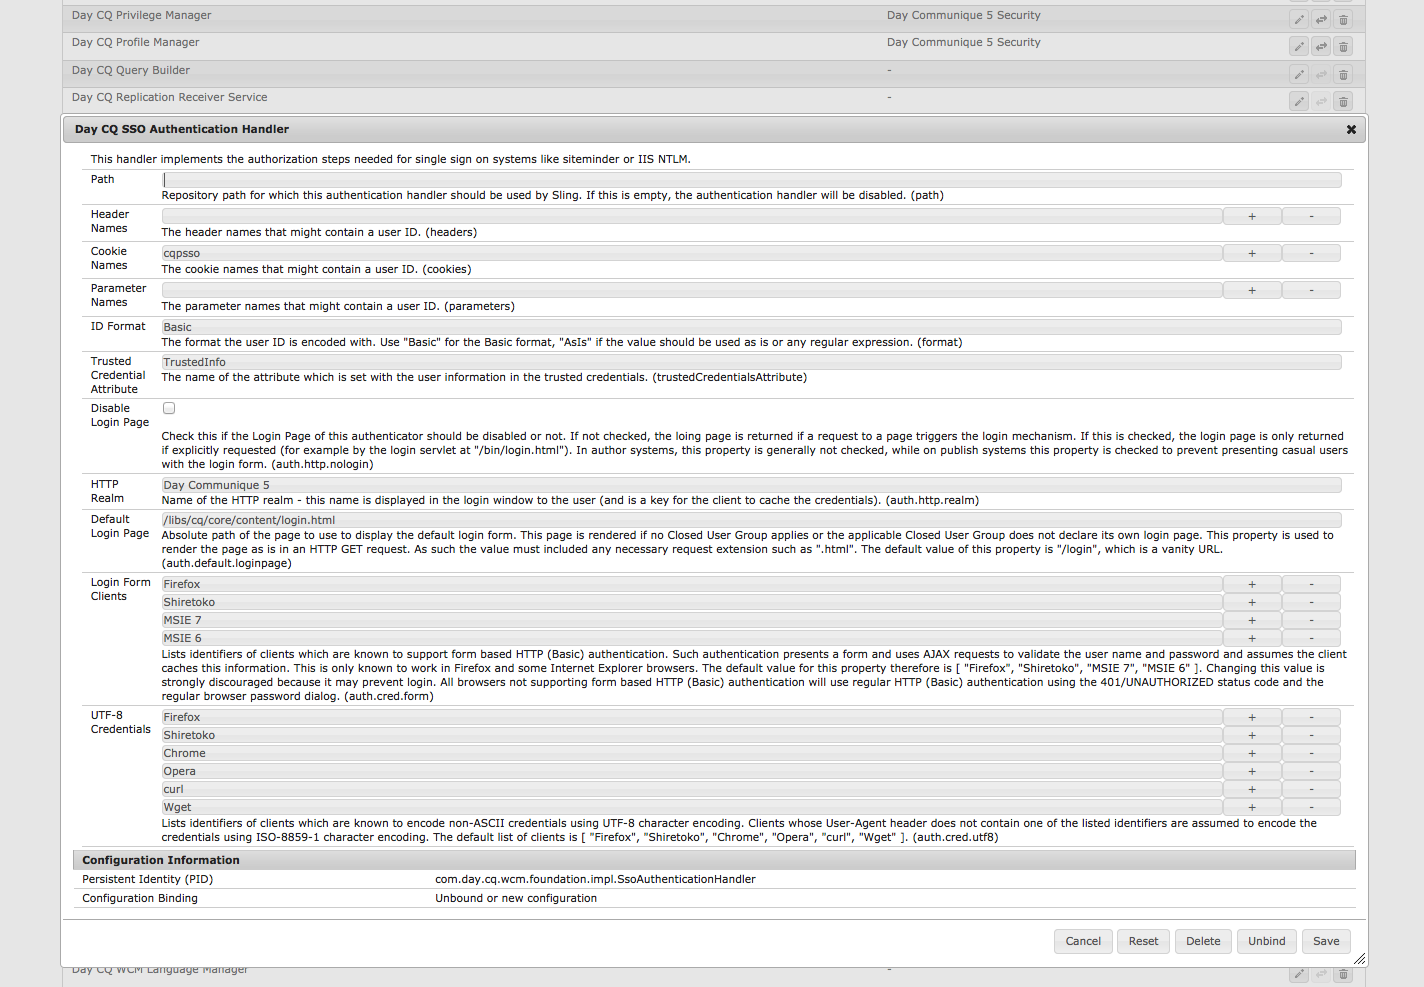 Day CQ Privilege Manager Day Communique 5 Security
Day CQ Profile Manager Day Communique 5 Security
Day CQ Query Builder -
Day CQ Replication Receiver Service -
Day CQ SSO Authentication Handler
This handler implements the authorization steps needed for single sign on systems like siteminder or IIS NTLM.
Path
Repository path for which this authentication handler should be used by Sling. If this is empty, the authentication handler will be disabled. (path)
Header
Names
+ -
The header names that might contain a user ID. (headers)
Cookie
Names
cqpsso + -
The cookie names that might contain a user ID. (cookies)
Parameter
Names
+ -
The parameter names that might contain a user ID. (parameters)
ID Format
Basic
The format the user ID is encoded with. Use "Basic" for the Basic format, "AsIs" if the value should be used as is or any regular expression. (format)
Trusted
Credential
Attribute
TrustedInfo
The name of the attribute which is set with the user information in the trusted credentials. (trustedCredentialsAttribute)
Disable
Login Page
Check this if the Login Page of this authenticator should be disabled or not. If not checked, the loing page is returned if a request to a page triggers the login mechanism. If this is checked, the login page is only returned
if explicitly requested (for example by the login servlet at "/bin/login.html"). In author systems, this property is generally not checked, while on publish systems this property is checked to prevent presenting casual users
with the login form. (auth.http.nologin)
HTTP
Realm
Day Communique 5
Name of the HTTP realm - this name is displayed in the login window to the user (and is a key for the client to cache the credentials). (auth.http.realm)
Default
Login Page
/libs/cq/core/content/login.html
Absolute path of the page to use to display the default login form. This page is rendered if no Closed User Group applies or the applicable Closed User Group does not declare its own login page. This property is used to
render the page as is in an HTTP GET request. As such the value must included any necessary request extension such as ".html". The default value of this property is "/login", which is a vanity URL.
(auth.default.loginpage)
Login Form
Clients
Firefox + -
Shiretoko + -
MSIE 7 + -
MSIE 6 + -
Lists identifiers of clients which are known to support form based HTTP (Basic) authentication. Such authentication presents a form and uses AJAX requests to validate the user name and password and assumes the client
caches this information. This is only known to work in Firefox and some Internet Explorer browsers. The default value for this property therefore is [ "Firefox", "Shiretoko", "MSIE 7", "MSIE 6" ]. Changing this value is
strongly discouraged because it may prevent login. All browsers not supporting form based HTTP (Basic) authentication will use regular HTTP (Basic) authentication using the 401/UNAUTHORIZED status code and the
regular browser password dialog. (auth.cred.form)
UTF-8
Credentials
Firefox + -
Shiretoko + -
Chrome + -
Opera + -
curl + -
Wget + -
Lists identifiers of clients which are known to encode non-ASCII credentials using UTF-8 character encoding. Clients whose User-Agent header does not contain one of the listed identifiers are assumed to encode the
credentials using ISO-8859-1 character encoding. The default list of clients is [ "Firefox", "Shiretoko", "Chrome", "Opera", "curl", "Wget" ]. (auth.cred.utf8)
Configuration Information
Persistent Identity (PID) com.day.cq.wcm.foundation.impl.SsoAuthenticationHandler
Configuration Binding Unbound or new configuration
Cancel Reset Delete Unbind Save
Day CQ WCM Language Manager -